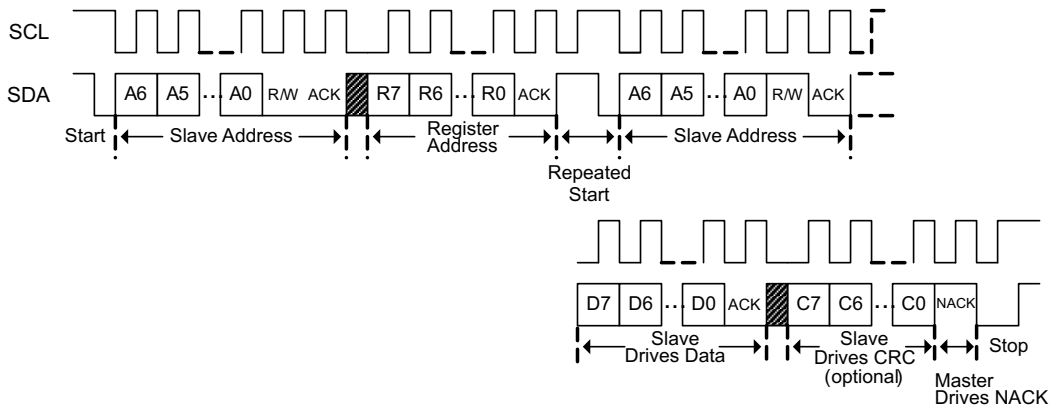 SCL
SDA
A6 A5 ... A0 R/W ACK R7 R6 ... R0 ACK A6 A5 ... A0 R/W ACK
Start Slave Address Register Address Slave Address
Repeated Start
D7 D6 ... D0 ACK C7 C6 ... C0 NACK
Slave Drives Data
Slave Drives CRC (optional)
Stop
Master Drives NACK